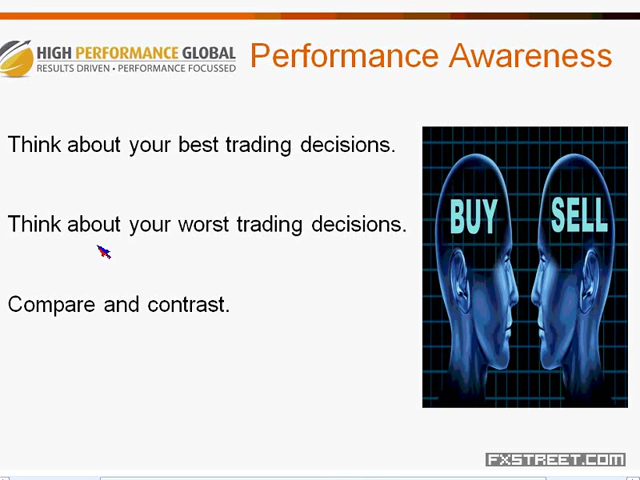 HIGH PERFORMANCE GLOBAL
RESULTS DRIVEN • PERFORMANCE FOCUSSED
Performance Awareness
Think about your best trading decisions.
Think about your worst trading decisions.
Compare and contrast.
BUY
SELL
FXSTREET.COM